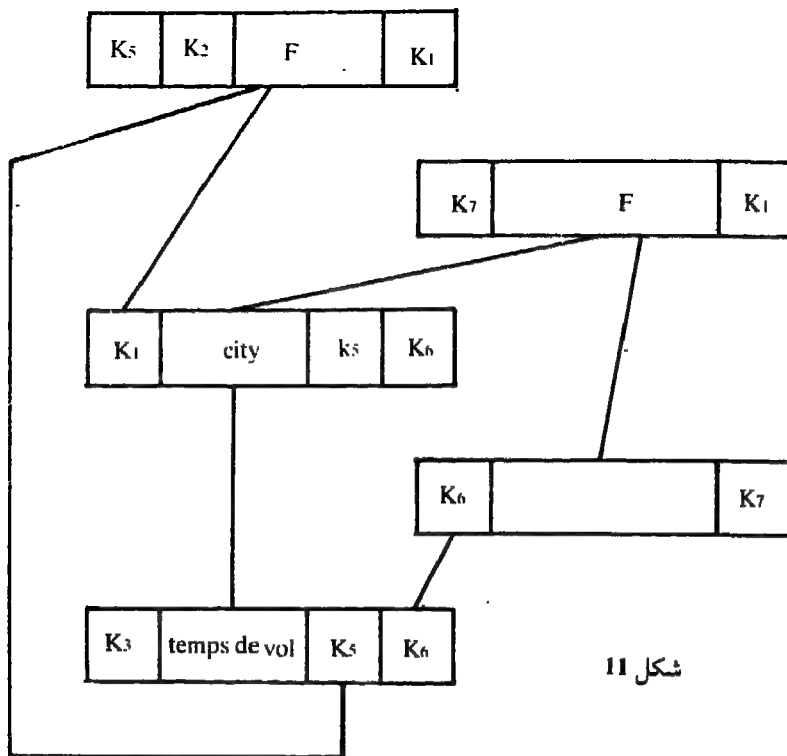 K5 K2 F K1
K7 F K1
K1 city k5 K6
K6 K7
K3 temps de vol K5 K6
شكل 11